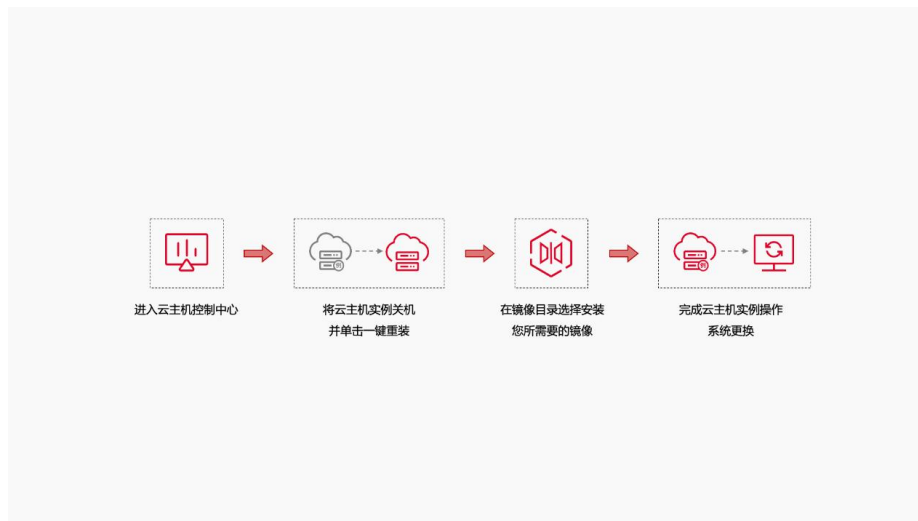 进入云主机控制中心
将云主机实例关机
并单击一键重装
在镜像目录选择安装
您所需要的镜像
完成云主机实例操作
系统更换